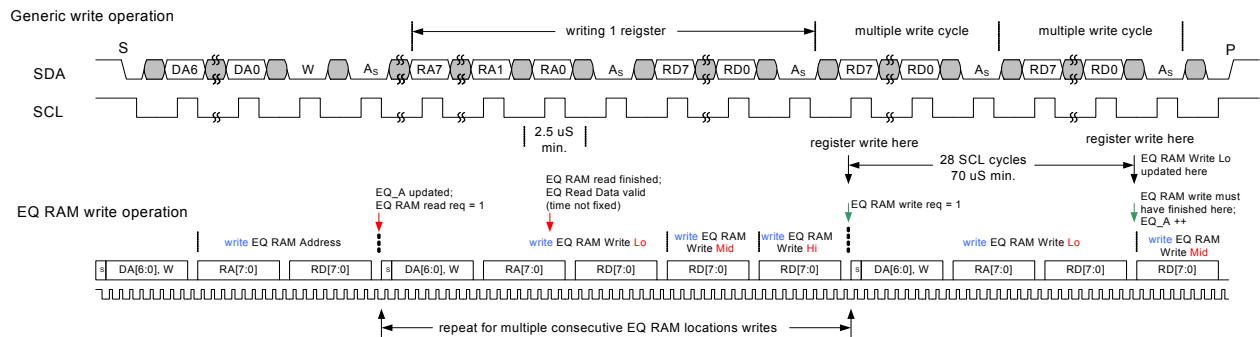 Generic write operation
writing 1 reigster
multiple write cycle
multiple write cycle
S
P
SDA
DA6
DA0
W
AS
RA7
RA1
RA0
AS
RD7
RD0
AS
RD7
RD0
AS
RD7
RD0
AS
SCL
2.5 uS
min.
register write here
register write here
28 SCL cycles
70 uS min.
EQ RAM Write Lo
updated here
EQ RAM write operation
EQ_A updated;
EQ RAM read req = 1
EQ RAM read finished;
EQ Read Data valid
(time not fixed)
EQ RAM write req = 1
EQ RAM write must
have finished here;
EQ_A ++
write EQ RAM Address
write EQ RAM Write Lo
write EQ RAM
Write Mid
write EQ RAM
Write Hi
write EQ RAM Write Lo
write EQ RAM
Write Mid
s
DA[6:0], W
RA[7:0]
RD[7:0]
s
DA[6:0], W
RA[7:0]
RD[7:0]
RD[7:0]
RD[7:0]
s
DA[6:0], W
RA[7:0]
RD[7:0]
RD[7:0]
repeat for multiple consecutive EQ RAM locations writes